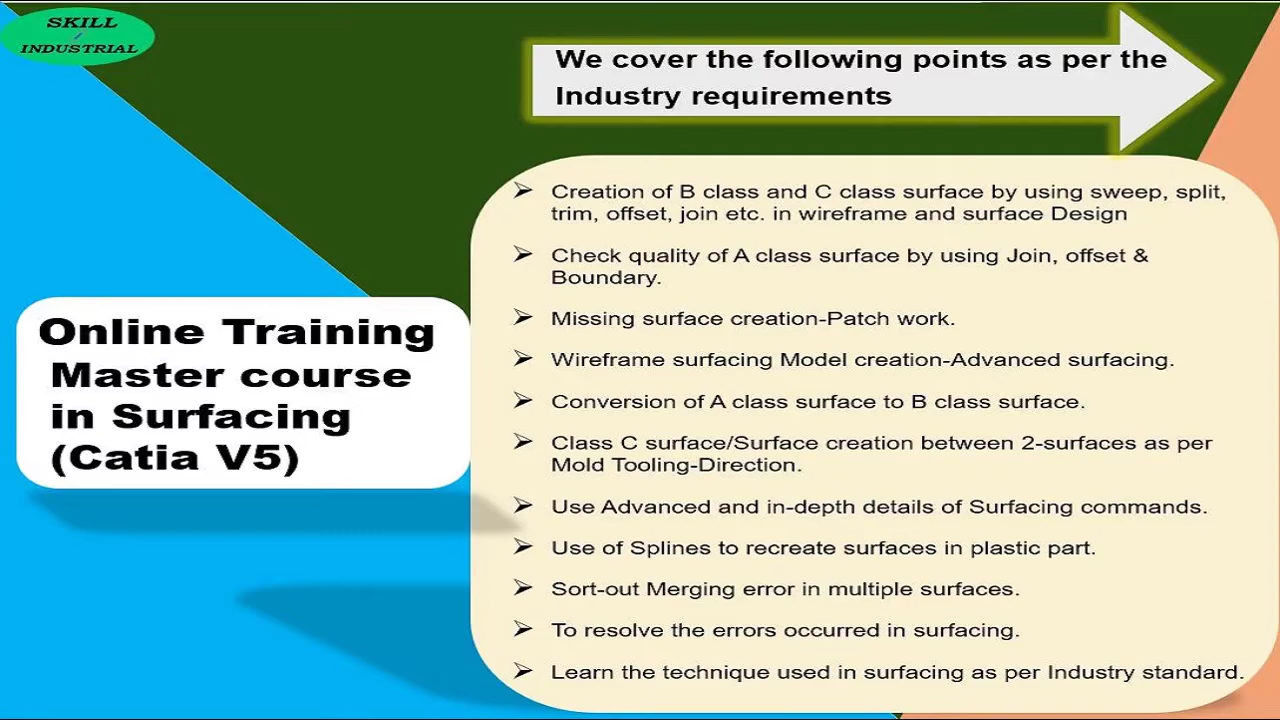 SKILL
INDUSTRIAL
We cover the following points as per the
Industry requirements
Online Training
Master course
in Surfacing
(Catia V5)
➢ Creation of B class and C class surface by using sweep, split,
trim, offset, join etc. in wireframe and surface Design
➢ Check quality of A class surface by using Join, offset &
Boundary.
➢ Missing surface creation-Patch work.
➢ Wireframe surfacing Model creation-Advanced surfacing.
➢ Conversion of A class surface to B class surface.
➢ Class C surface/Surface creation between 2-surfaces as per
Mold Tooling-Direction.
➢ Use Advanced and in-depth details of Surfacing commands.
➢ Use of Splines to recreate surfaces in plastic part.
➢ Sort-out Merging error in multiple surfaces.
➢ To resolve the errors occurred in surfacing.
➢ Learn the technique used in surfacing as per Industry standard.